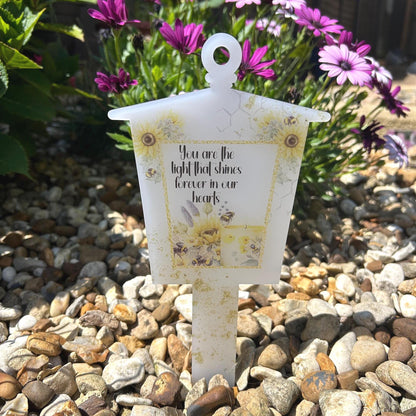 You are the
light that shines
forever in our
hearts